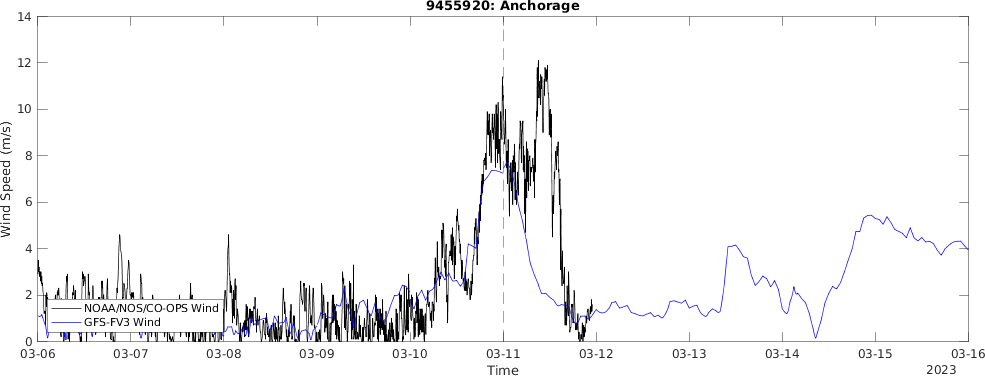 9455920: Anchorage
14
12
10
8
6
4
2
0
Wind Speed (m/s)
NOAA/NOS/CO-OPS Wind
GFS-FV3 Wind
03-06 03-07 03-08 03-09 03-10 03-11 03-12 03-13 03-14 03-15 03-16
Time
2023